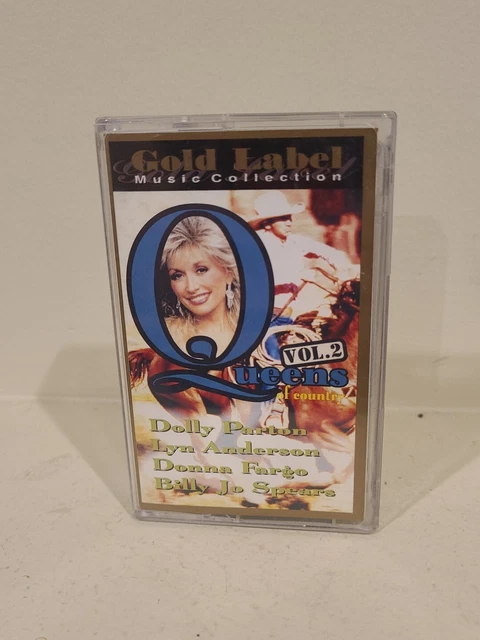 Gold Label
Music Collection
VOL.2
Queens
of country
Dolly Parton
Lyn Anderson
Donna Fargo
Billy Jo Spears